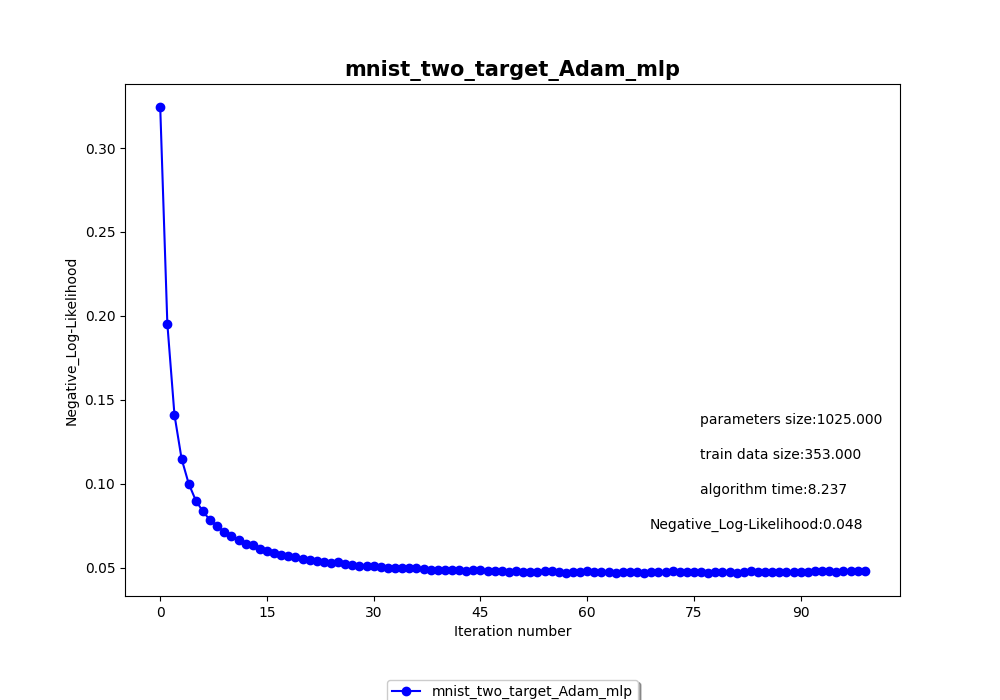 mnist_two_target_Adam_mlp
0.30
0.25
0.20
0.15
0.10
0.05
Negative_Log-Likelihood
parameters size:1025.000
train data size:353.000
algorithm time:8.237
Negative_Log-Likelihood:0.048
0 15 30 45 60 75 90
Iteration number
mnist_two_target_Adam_mlp